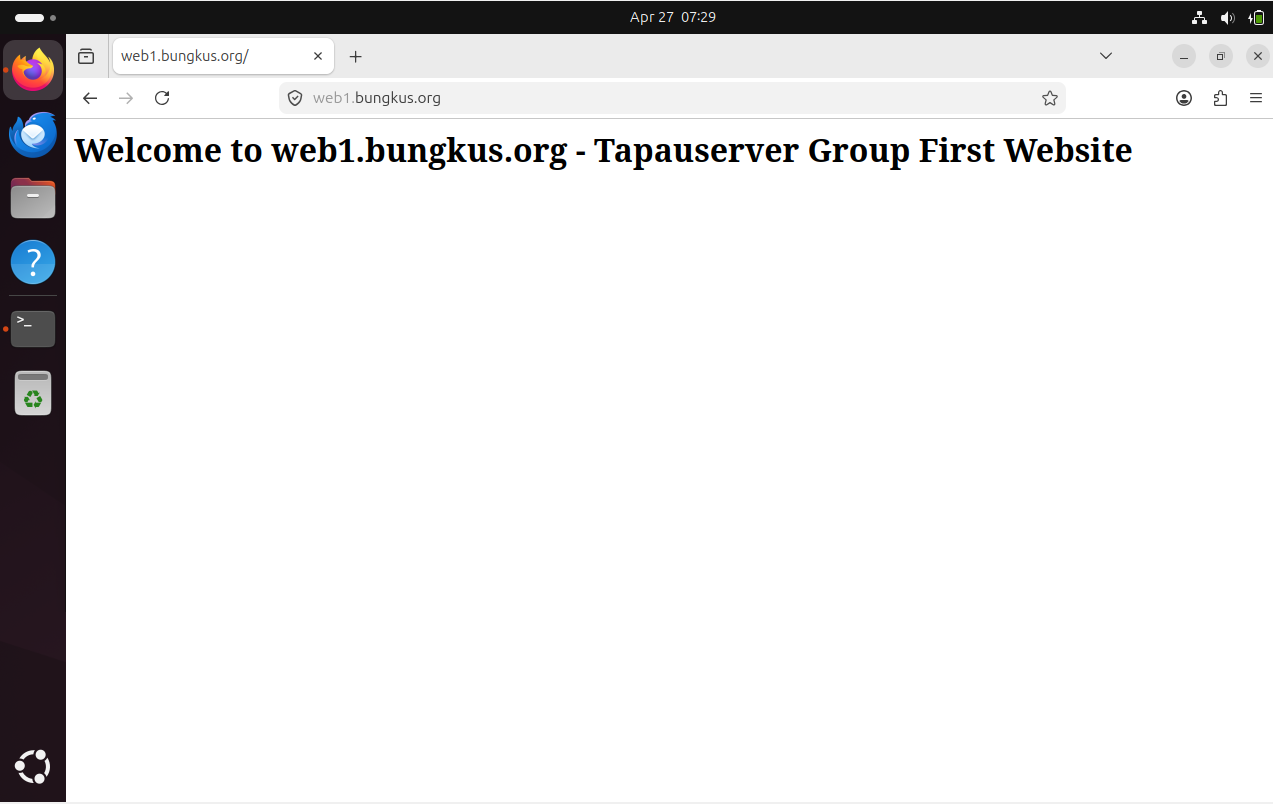 Apr 27 07:29
web1.bungkus.org/
web1.bungkus.org
Welcome to web1.bungkus.org - Tapauserver Group First Website
?
>_